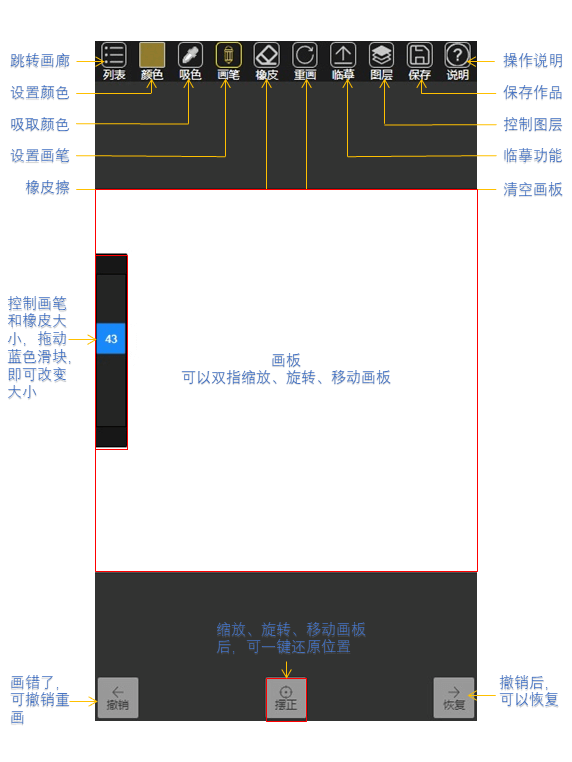 列表 颜色 吸色 画笔 橡皮 重画 临摹 图层 保存 说明
跳转画廊
设置颜色
吸取颜色
设置画笔
橡皮擦
操作说明
保存作品
控制图层
临摹功能
清空画板
控制画笔
和橡皮大
小，拖动
蓝色滑块，
即可改变
大小
43
画板
可以双指缩放、旋转、移动画板
缩放、旋转、移动画板
后，可一键还原位置
画错了，
可撤销重
画
撤销
摆正
恢复
撤销后，
可以恢复